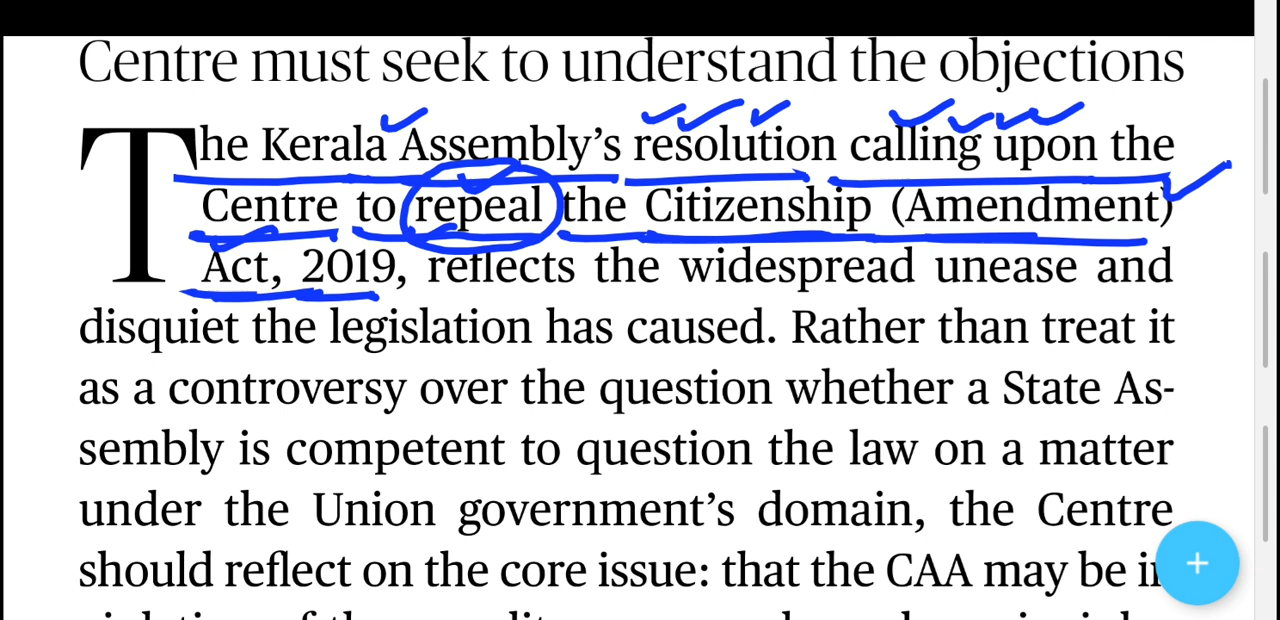 Centre must seek to understand the objections
The Kerala Assembly's resolution calling upon the
Centre to repeal the Citizenship (Amendment)
Act, 2019, reflects the widespread unease and
disquiet the legislation has caused. Rather than treat it
as a controversy over the question whether a State As-
sembly is competent to question the law on a matter
under the Union government's domain, the Centre
should reflect on the core issue: that the CAA may be in